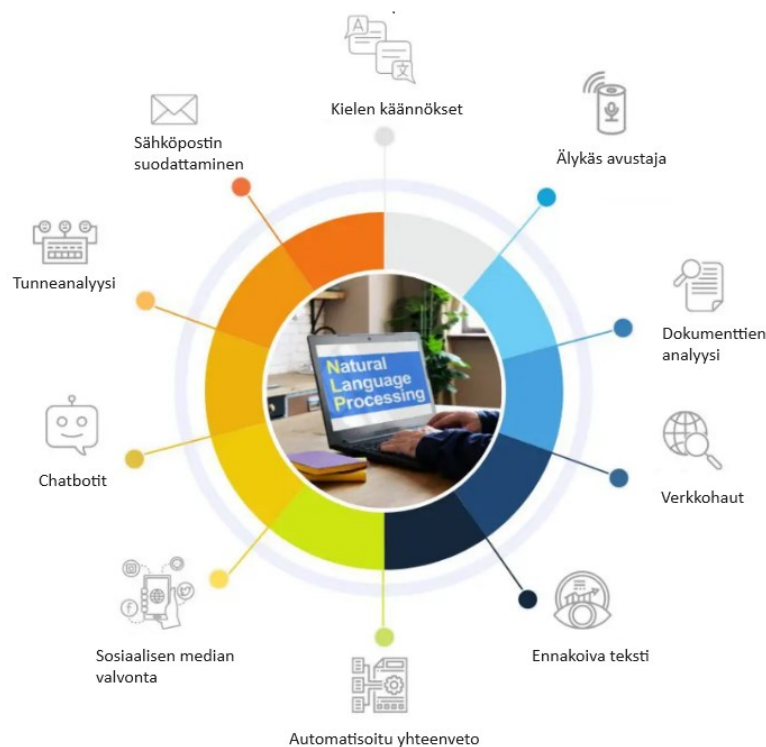 Kielen käännökset
Älykäs avustaja
Dokumenttien
analyysi
Verkkohaut
Ennakoiva teksti
Automatisoitu yhteenveto
Sosiaalisen median
valvonta
Chatbotit
Tunneanalyysi
Sähköpostin
suodattaminen
Natural
Language
Processing
A
文